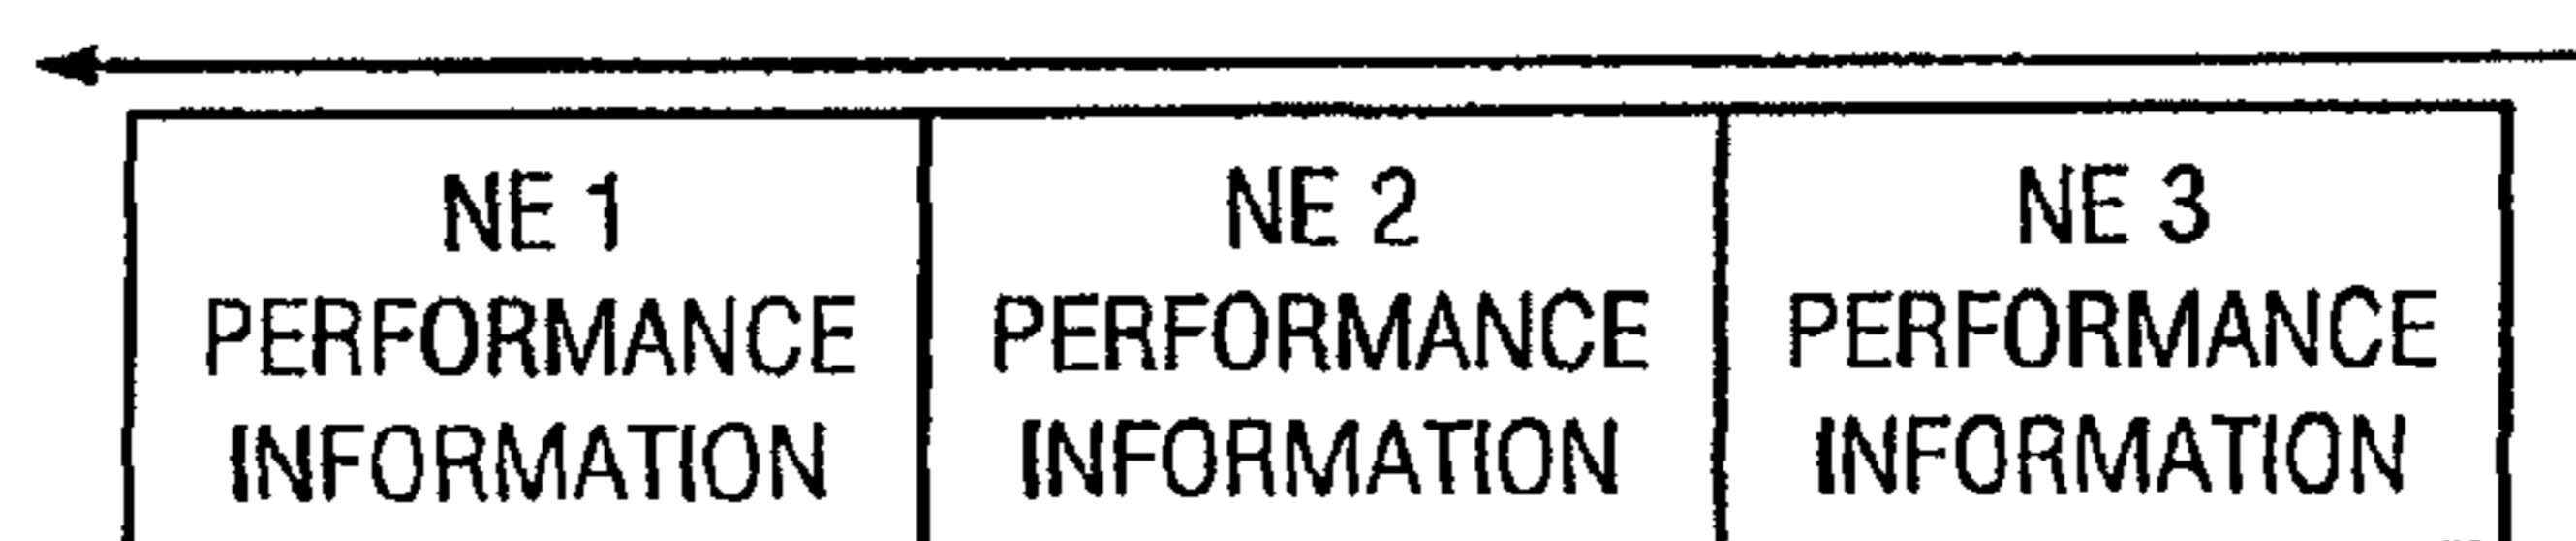 NE 1
PERFORMANCE
INFORMATION
NE 2
PERFORMANCE
INFORMATION
NE 3
PERFORMANCE
INFORMATION